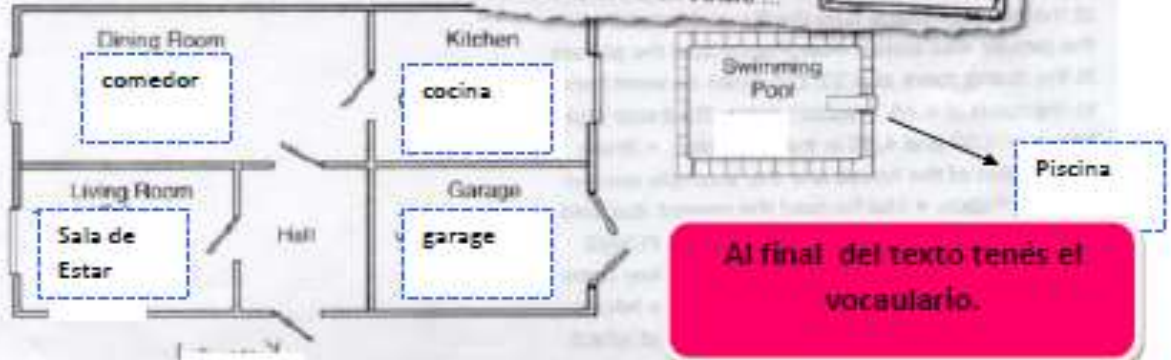 Dining Room
comedor
Kitchen
cocina
Swimming
Pool
Piscina
Living Room
Sala de
Estar
Hall
Garage
garage
Al final del texto tenés el
vocaulario.